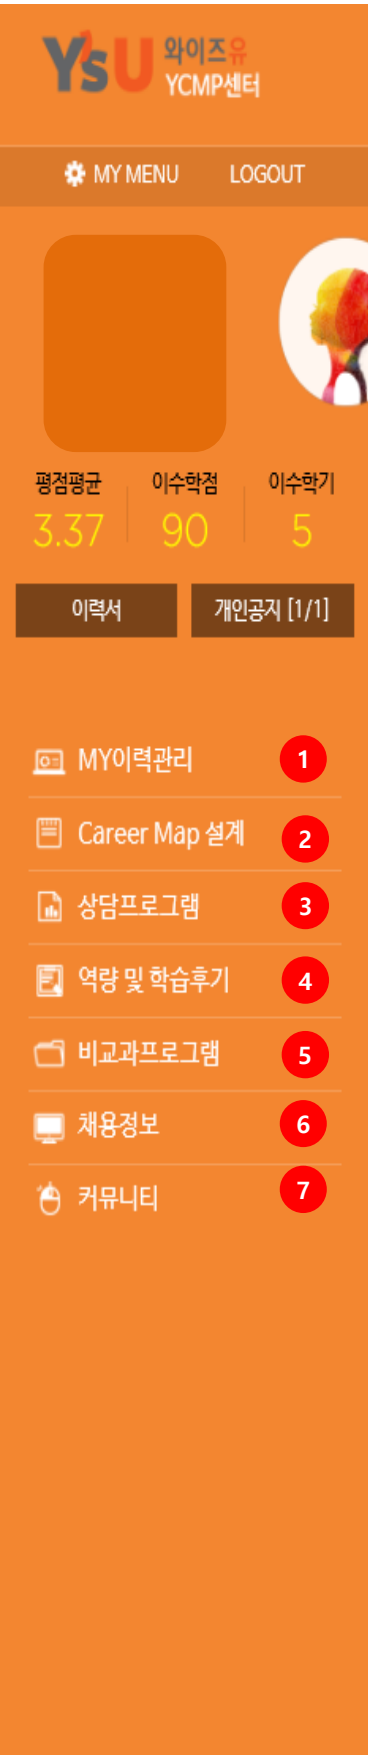 YsU 와이즈유
YCMP센터
MY MENU LOGOUT
평점평균 이수학점 이수학기
3.37 90 5
이력서 개인공지 [1/1]
MY이력관리 1
Career Map 설계 2
상담프로그램 3
역량 및 학습후기 4
비교과프로그램 5
채용정보 6
커뮤니티 7